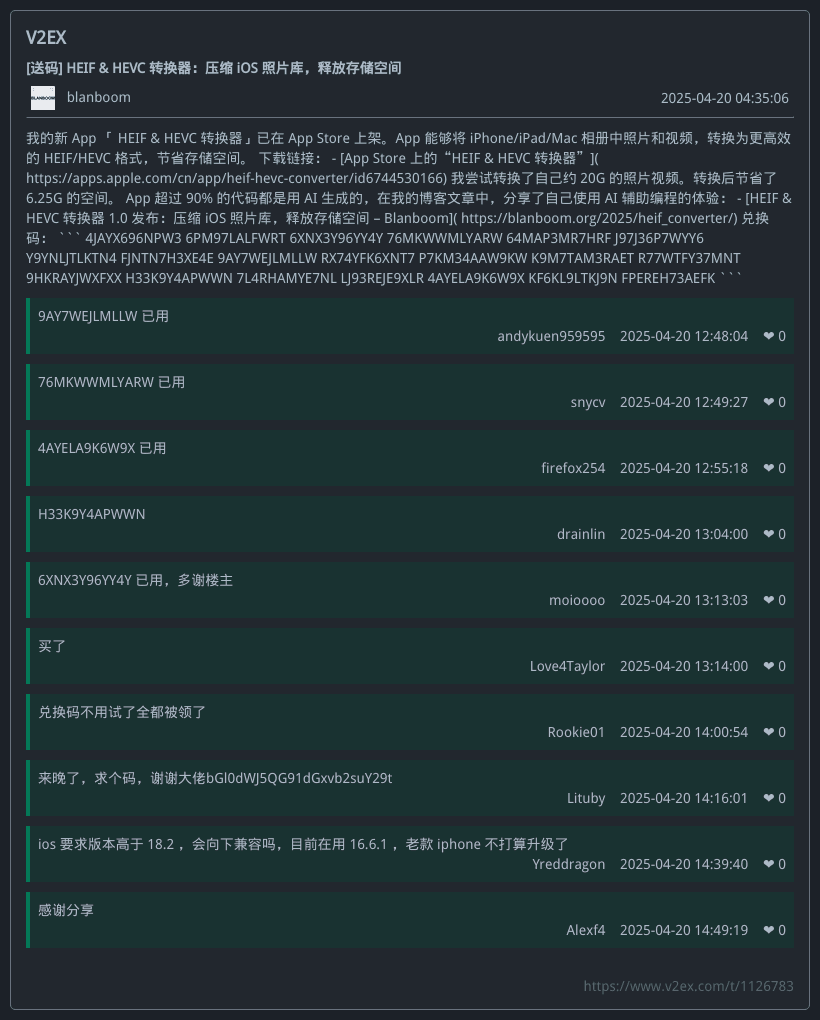 V2EX
[送码] HEIF & HEVC 转换器：压缩 iOS 照片库，释放存储空间
BLANBOOM
blanboom
2025-04-20 04:35:06
我的新 App 「 HEIF & HEVC 转换器」已在 App Store 上架。App 能够将 iPhone/iPad/Mac 相册中照片和视频，转换为更高效
的 HEIF/HEVC 格式，节省存储空间。 下载链接： - [App Store 上的“HEIF & HEVC 转换器”](
https://apps.apple.com/cn/app/heif-hevc-converter/id6744530166) 我尝试转换了自己约 20G 的照片视频。转换后节省了
6.25G 的空间。 App 超过 90% 的代码都是用 AI 生成的，在我的博客文章中，分享了自己使用 AI 辅助编程的体验： - [HEIF &
HEVC 转换器 1.0 发布：压缩 iOS 照片库，释放存储空间 – Blanboom]( https://blanboom.org/2025/heif_converter/) 兑换
码： ``` 4JAYX696NPW3 6PM97LALFWRT 6XNX3Y96YY4Y 76MKWWMLYARW 64MAP3MR7HRF J97J36P7WYY6
Y9YNLJTLKTN4 FJNTN7H3XE4E 9AY7WEJLMLLW RX74YFK6XNT7 P7KM34AAW9KW K9M7TAM3RAET R77WTFY37MNT
9HKRAYJWXFXX H33K9Y4APWWN 7L4RHAMYE7NL LJ93REJE9XLR 4AYELA9K6W9X KF6KL9LTKJ9N FPEREH73AEFK ```
9AY7WEJLMLLW 已用
andykuen959595 2025-04-20 12:48:04 ❤ 0
76MKWWMLYARW 已用
snycv 2025-04-20 12:49:27 ❤ 0
4AYELA9K6W9X 已用
firefox254 2025-04-20 12:55:18 ❤ 0
H33K9Y4APWWN
drainlin 2025-04-20 13:04:00 ❤ 0
6XNX3Y96YY4Y 已用，多谢楼主
moioooo 2025-04-20 13:13:03 ❤ 0
买了
Love4Taylor 2025-04-20 13:14:00 ❤ 0
兑换码不用试了全都被领了
Rookie01 2025-04-20 14:00:54 ❤ 0
来晚了，求个码，谢谢大佬bGl0dWJ5QG91dGxvb2suY29t
Lituby 2025-04-20 14:16:01 ❤ 0
ios 要求版本高于 18.2 ，会向下兼容吗，目前在用 16.6.1 ，老款 iphone 不打算升级了
Yreddragon 2025-04-20 14:39:40 ❤ 0
感谢分享
Alexf4 2025-04-20 14:49:19 ❤ 0
https://www.v2ex.com/t/1126783